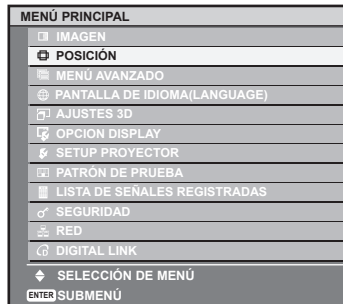 MENÚ PRINCIPAL
IMAGEN
POSICIÓN
MENÚ AVANZADO
PANTALLA DE IDIOMA(LANGUAGE)
AJUSTES 3D
OPCION DISPLAY
SETUP PROYECTOR
PATRÓN DE PRUEBA
LISTA DE SEÑALES REGISTRADAS
SEGURIDAD
RED
DIGITAL LINK
SELECCIÓN DE MENÚ
ENTER SUBMENÚ